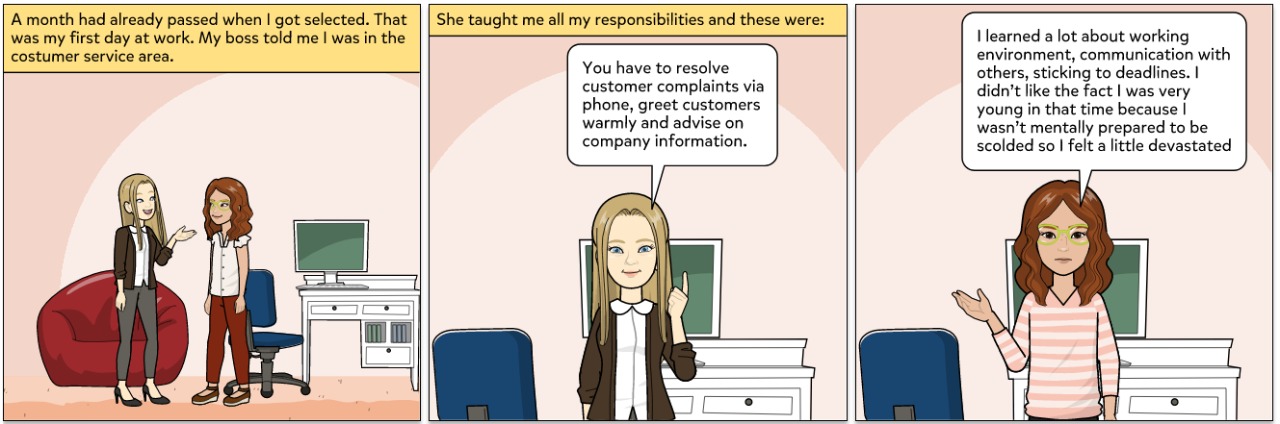 A month had already passed when I got selected. That
was my first day at work. My boss told me I was in the
costumer service area.
She taught me all my responsibilities and these were:
You have to resolve
customer complaints via
phone, greet customers
warmly and advise on
company information.
I learned a lot about working
environment, communication with
others, sticking to deadlines. I
didn't like the fact I was very
young in that time because I
wasn't mentally prepared to be
scolded so I felt a little devastated